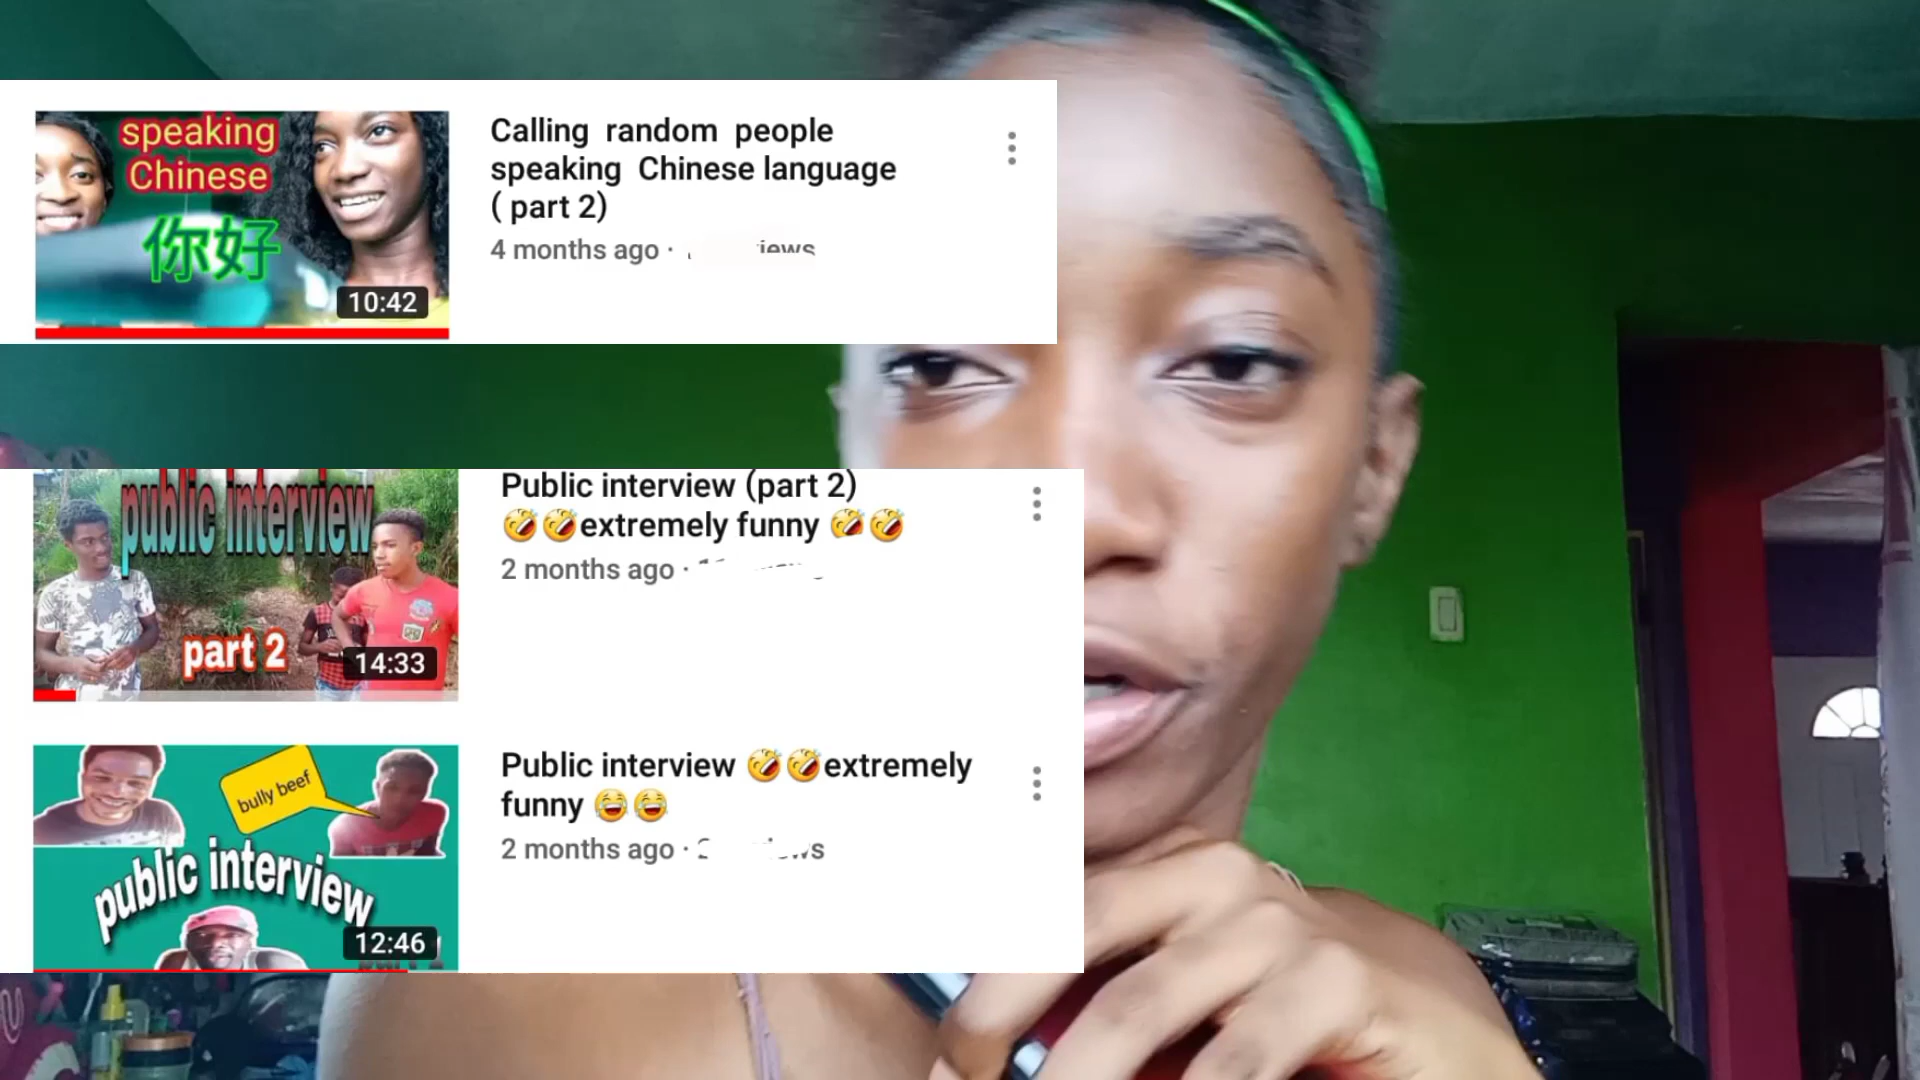 speaking
Chinese
你好
10:42
Calling random people
speaking Chinese language
( part 2)
4 months ago ·
public interview
part 2
14:33
Public interview (part 2)
🤣🤣extremely funny 🤣🤣
2 months ago ·
bully beef
public interview
12:46
Public interview 🤣🤣extremely
funny 😂😂
2 months ago ·